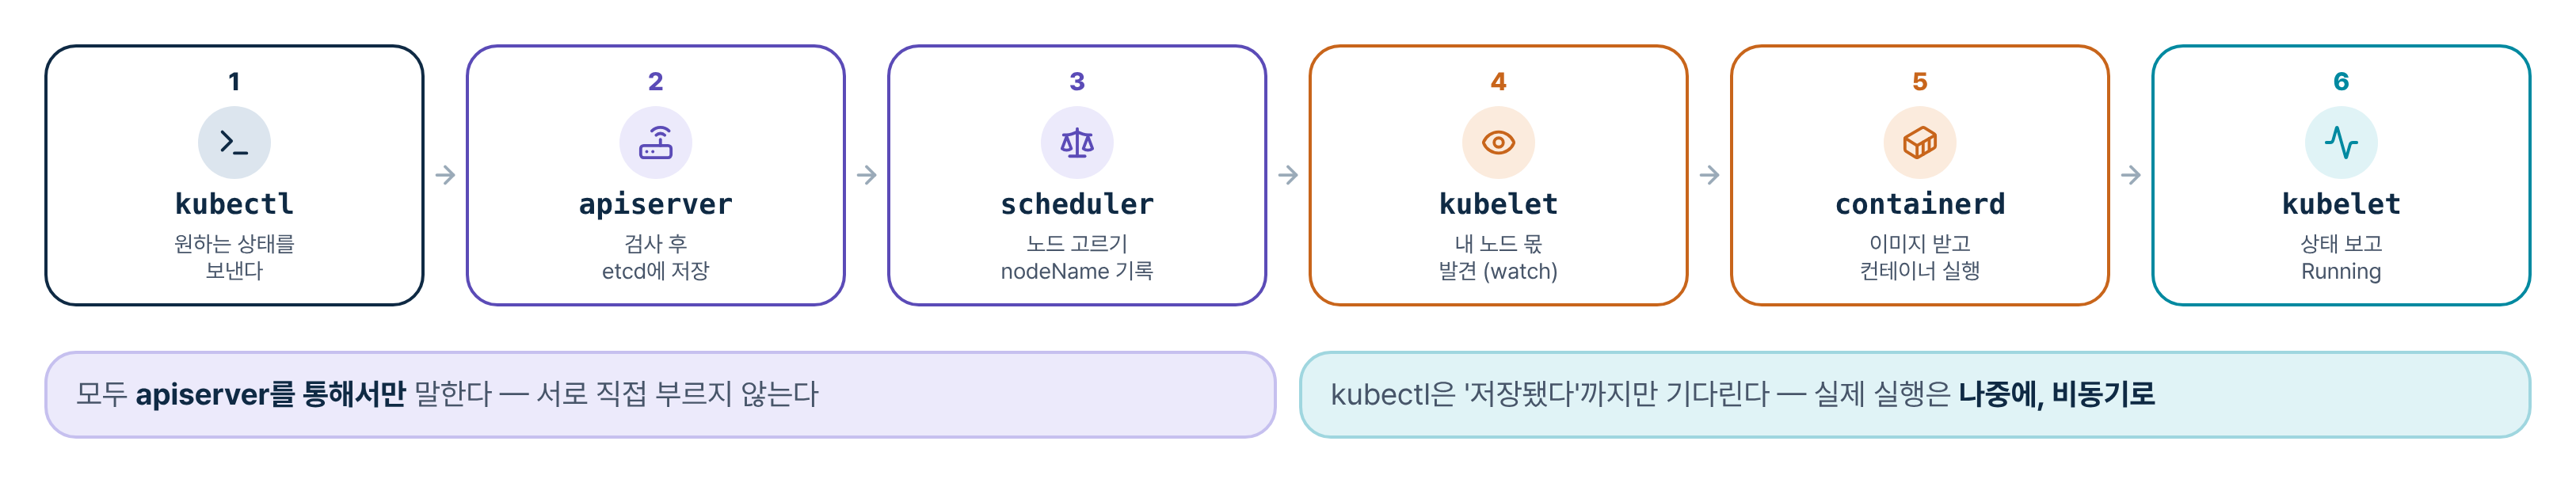 1
kubectl
원하는 상태를
보낸다
2
apiserver
검사 후
etcd에 저장
3
scheduler
노드 고르기
nodeName 기록
4
kubelet
내 노드 몫
발견 (watch)
5
containerd
이미지 받고
컨테이너 실행
6
kubelet
상태 보고
Running
모두 apiserver를 통해서만 말한다 — 서로 직접 부르지 않는다
kubectl은 '저장됐다'까지만 기다린다 — 실제 실행은 나중에, 비동기로